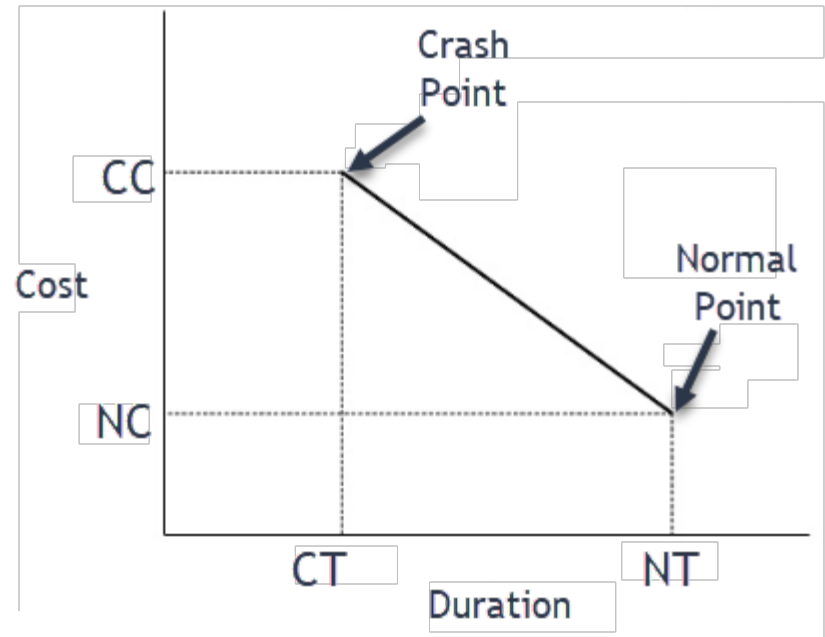 Crash
Point
CC
Normal
Point
Cost
NC
CT
NT
Duration